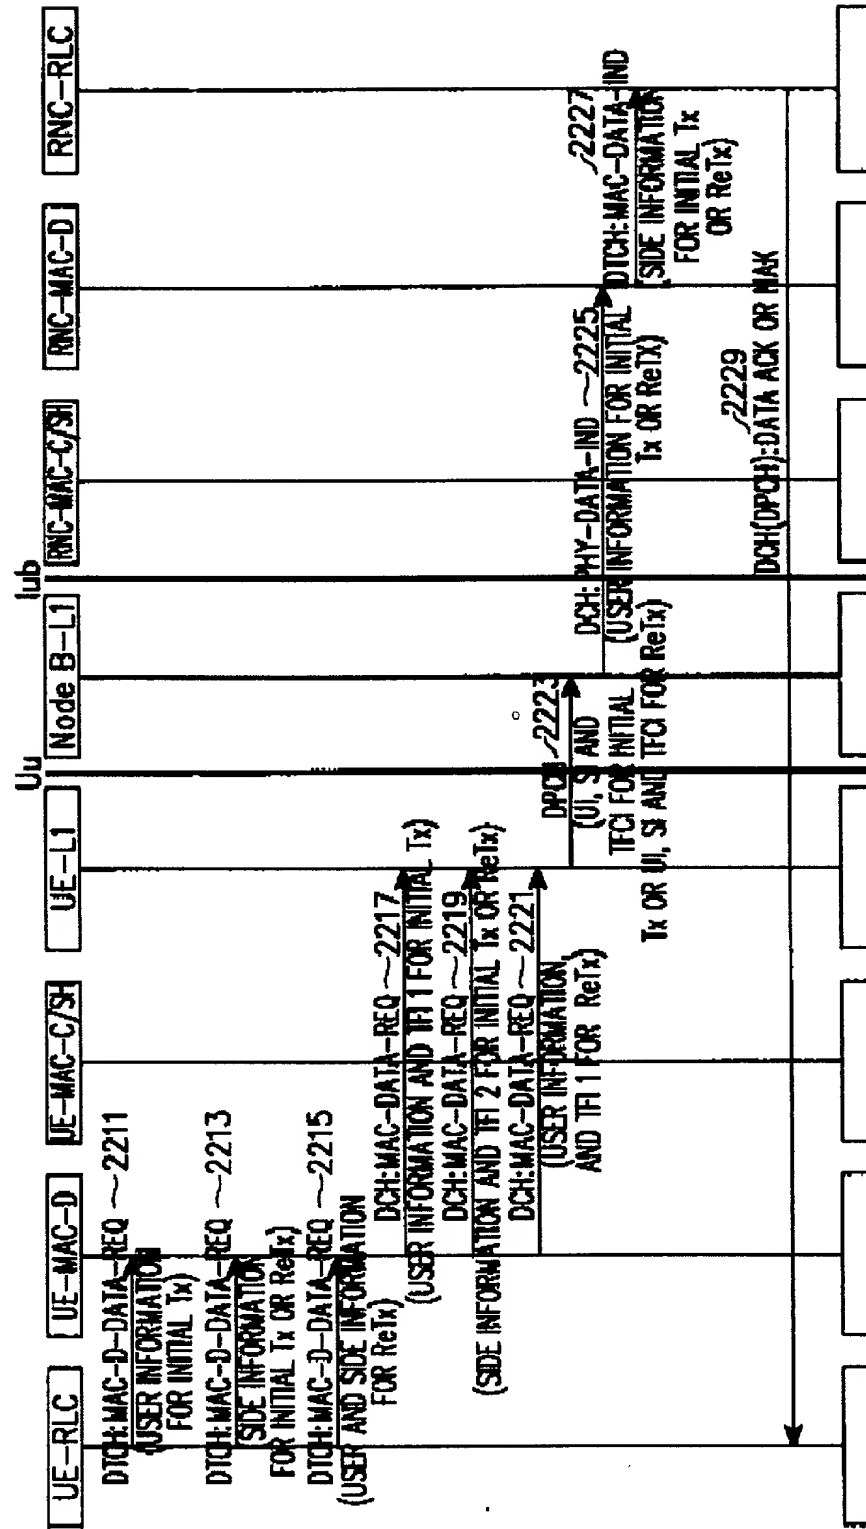 Uu
Iub
UE-RLC
UE-MAC-D
UE-MAC-C/SH
UE-L1
Node B-L1
RNC-MAC-C/SH
RNC-MAC-D
RNC-RLC
DTCH:MAC-D-DATA-REQ ~2211
(USER INFORMATION
FOR INITIAL Tx)
DTCH:MAC-D-DATA-REQ ~2213
(SIDE INFORMATION
FOR INITIAL Tx OR ReTx)
DTCH:MAC-D-DATA-REQ ~2215
(USER AND SIDE INFORMATION
FOR ReTx)
DCH:MAC-DATA-REQ ~2217
(USER INFORMATION AND TFI 1 FOR INITIAL Tx)
DCH:MAC-DATA-REQ ~2219
(SIDE INFORMATION AND TFI 2 FOR INITIAL Tx OR ReTx)
DCH:MAC-DATA-REQ ~2221
(USER INFORMATION,
AND TFI 1 FOR ReTx)
DPCH 2223
(UI, SI AND
TFCI FOR INITIAL
Tx OR UI, SI AND TFCI FOR ReTx)
DCH:PHY-DATA-IND ~2225
(USER INFORMATION FOR INITIAL
Tx OR ReTx)
2227
DTCH:MAC-DATA-IND
(SIDE INFORMATION
FOR INITIAL Tx
OR ReTx)
2229
DCH(DPCH):DATA ACK OR NAK